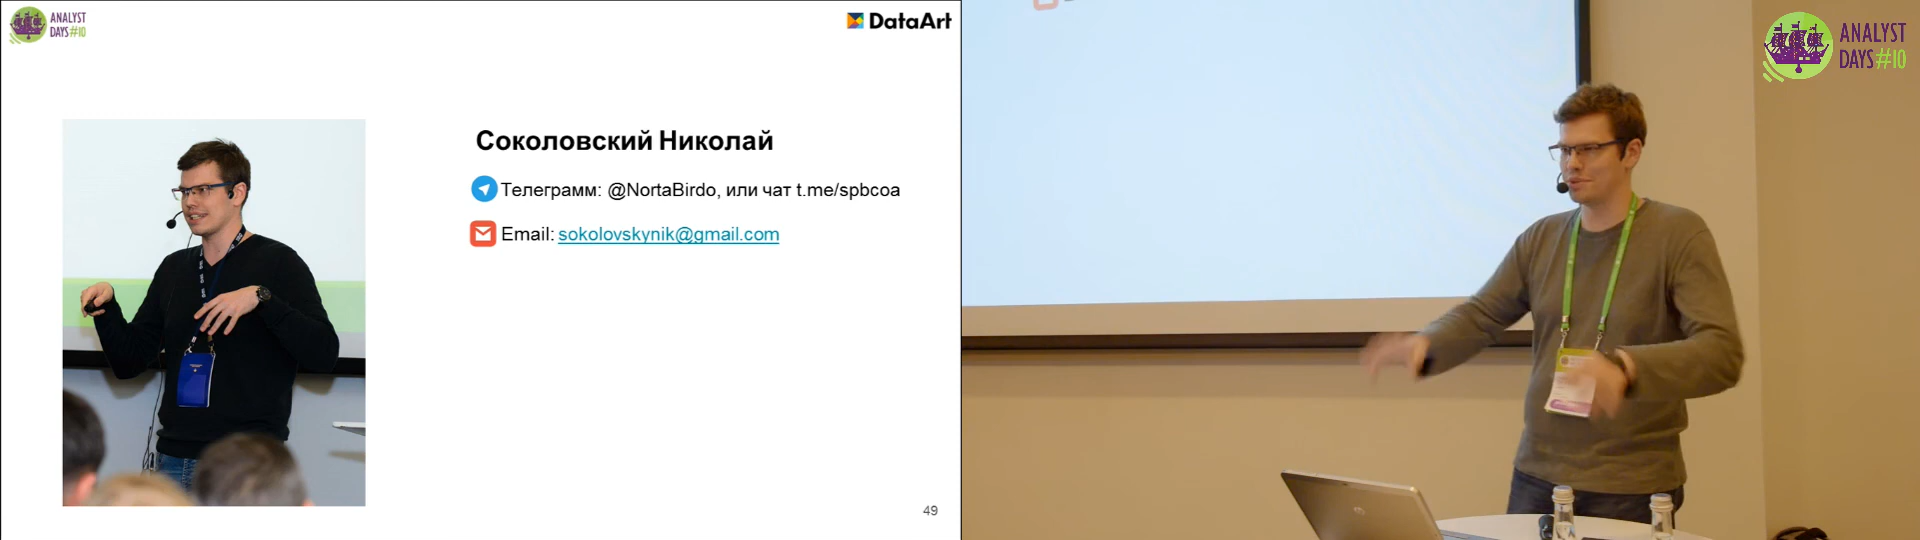 ANALYST
DAYS#10
DataArt
Соколовский Николай
Телеграмм: @NortaBirdo, или чат t.me/spbcoa
Email: sokolovskynik@gmail.com
49
ANALYST
DAYS#10
hp